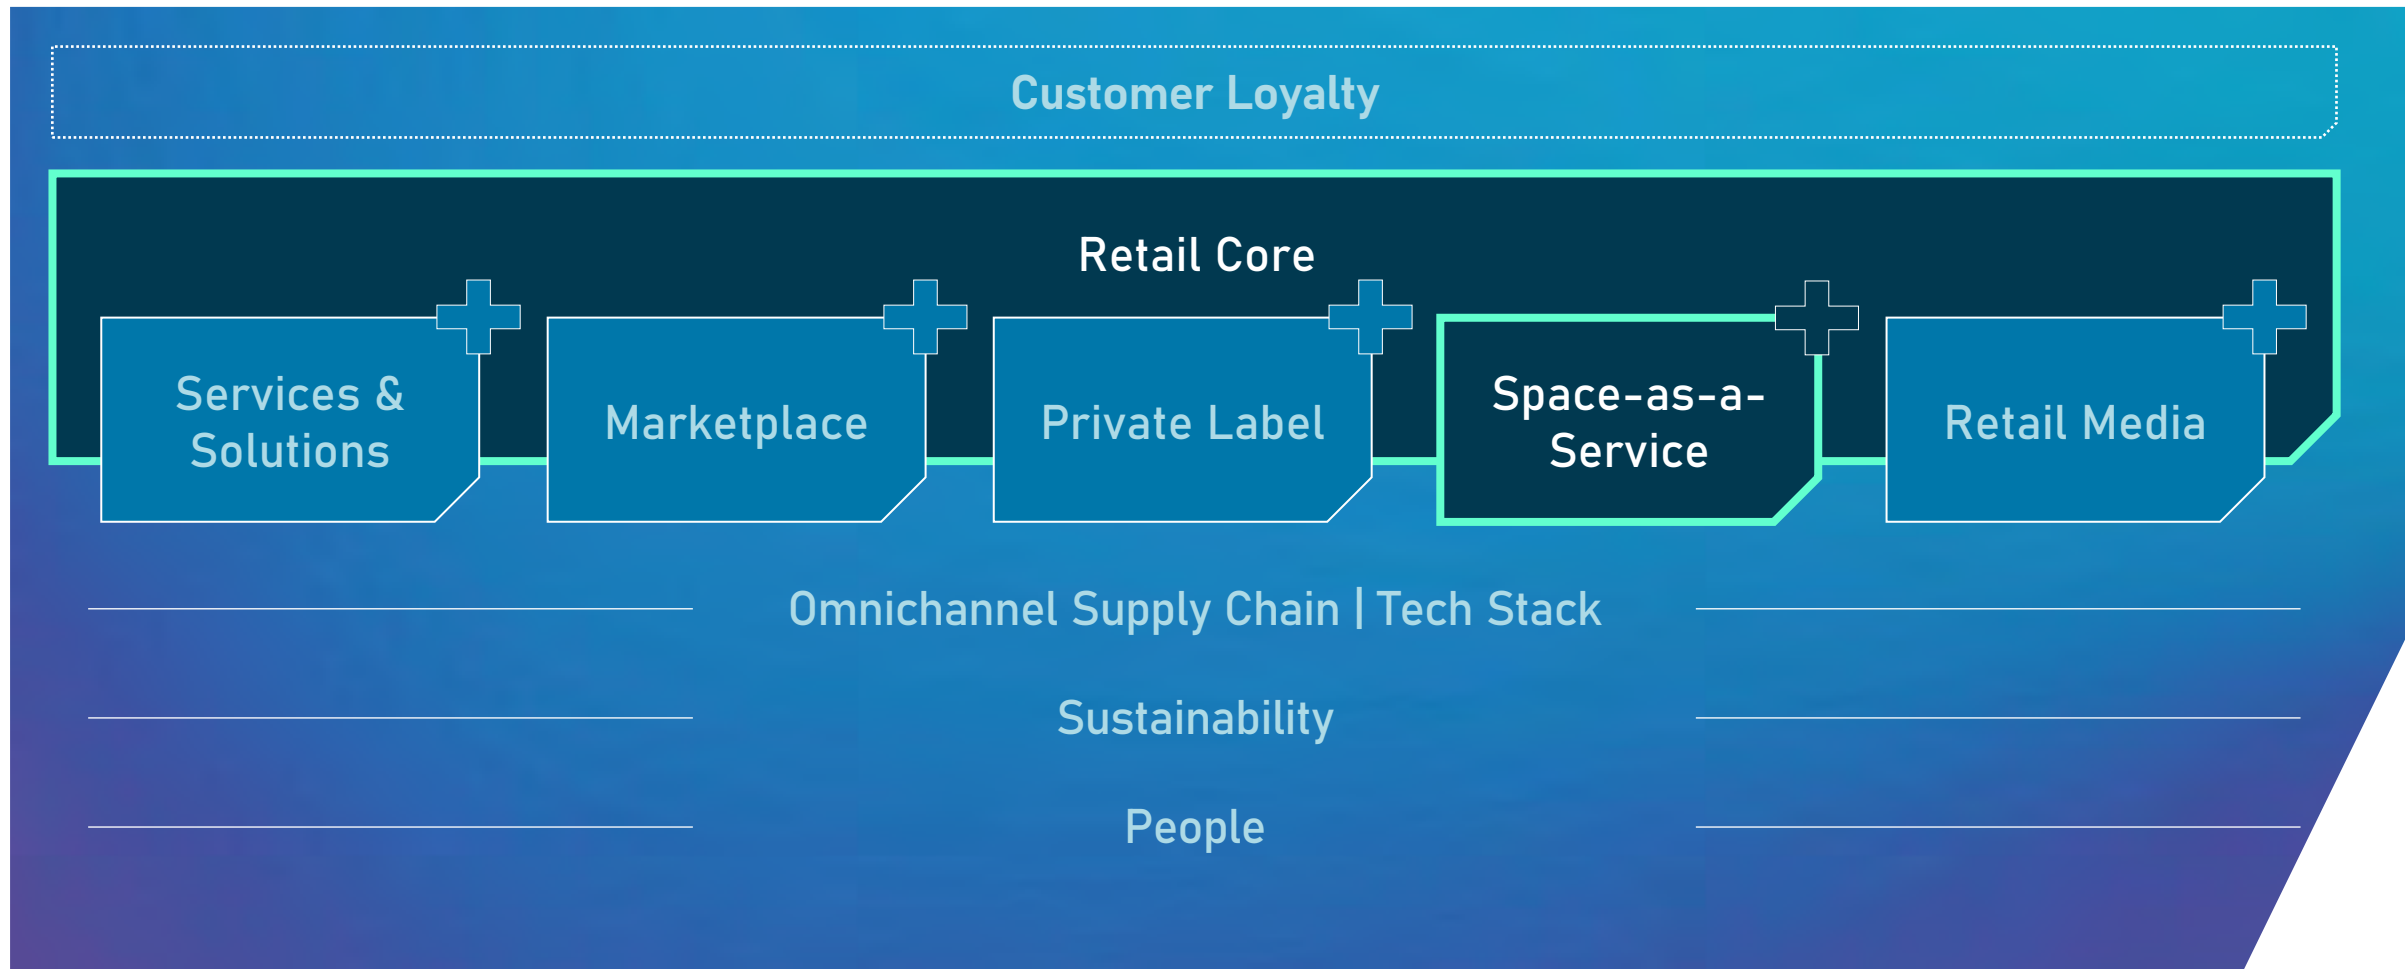 Customer Loyalty
Retail Core
Services &
Solutions
Marketplace
Private Label
Space-as-a-
Service
Retail Media
Omnichannel Supply Chain | Tech Stack
Sustainability
People